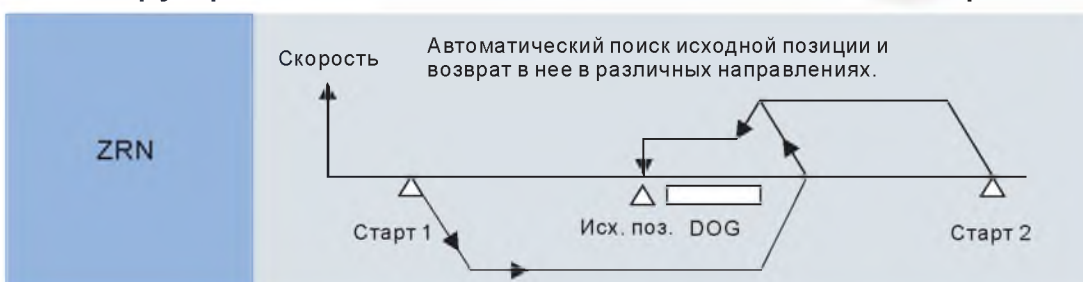 Скорость
Автоматический поиск исходной позиции и
возврат в нее в различных направлениях.
ZRN
Старт 1
Исх. поз.
DOG
Старт 2